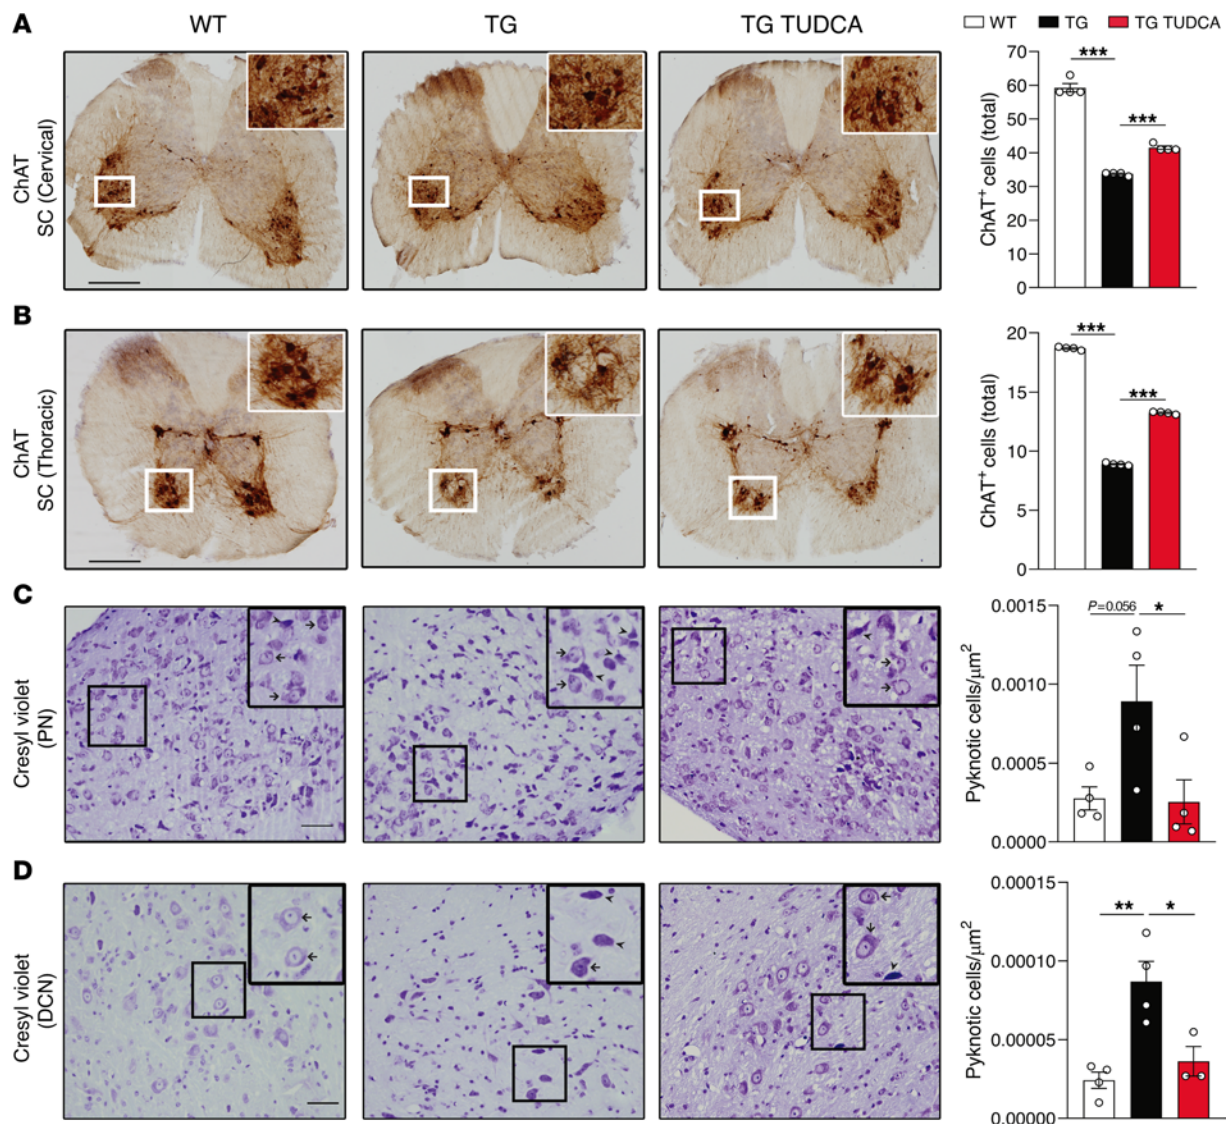 A
WT
TG
TG TUDCA
WT
TG
TG TUDCA
ChAT
SC (Cervical)
ChAT⁺ cells (total)
70
60
50
40
30
20
10
0
***
***
B
ChAT
SC (Thoracic)
ChAT⁺ cells (total)
20
15
10
5
0
***
***
C
Cresyl violet
(PN)
Pyknotic cells/μm²
0.0015
0.0010
0.0005
0.0000
P=0.056
*
D
Cresyl violet
(DCN)
Pyknotic cells/μm²
0.00015
0.00010
0.00005
0.00000
**
*